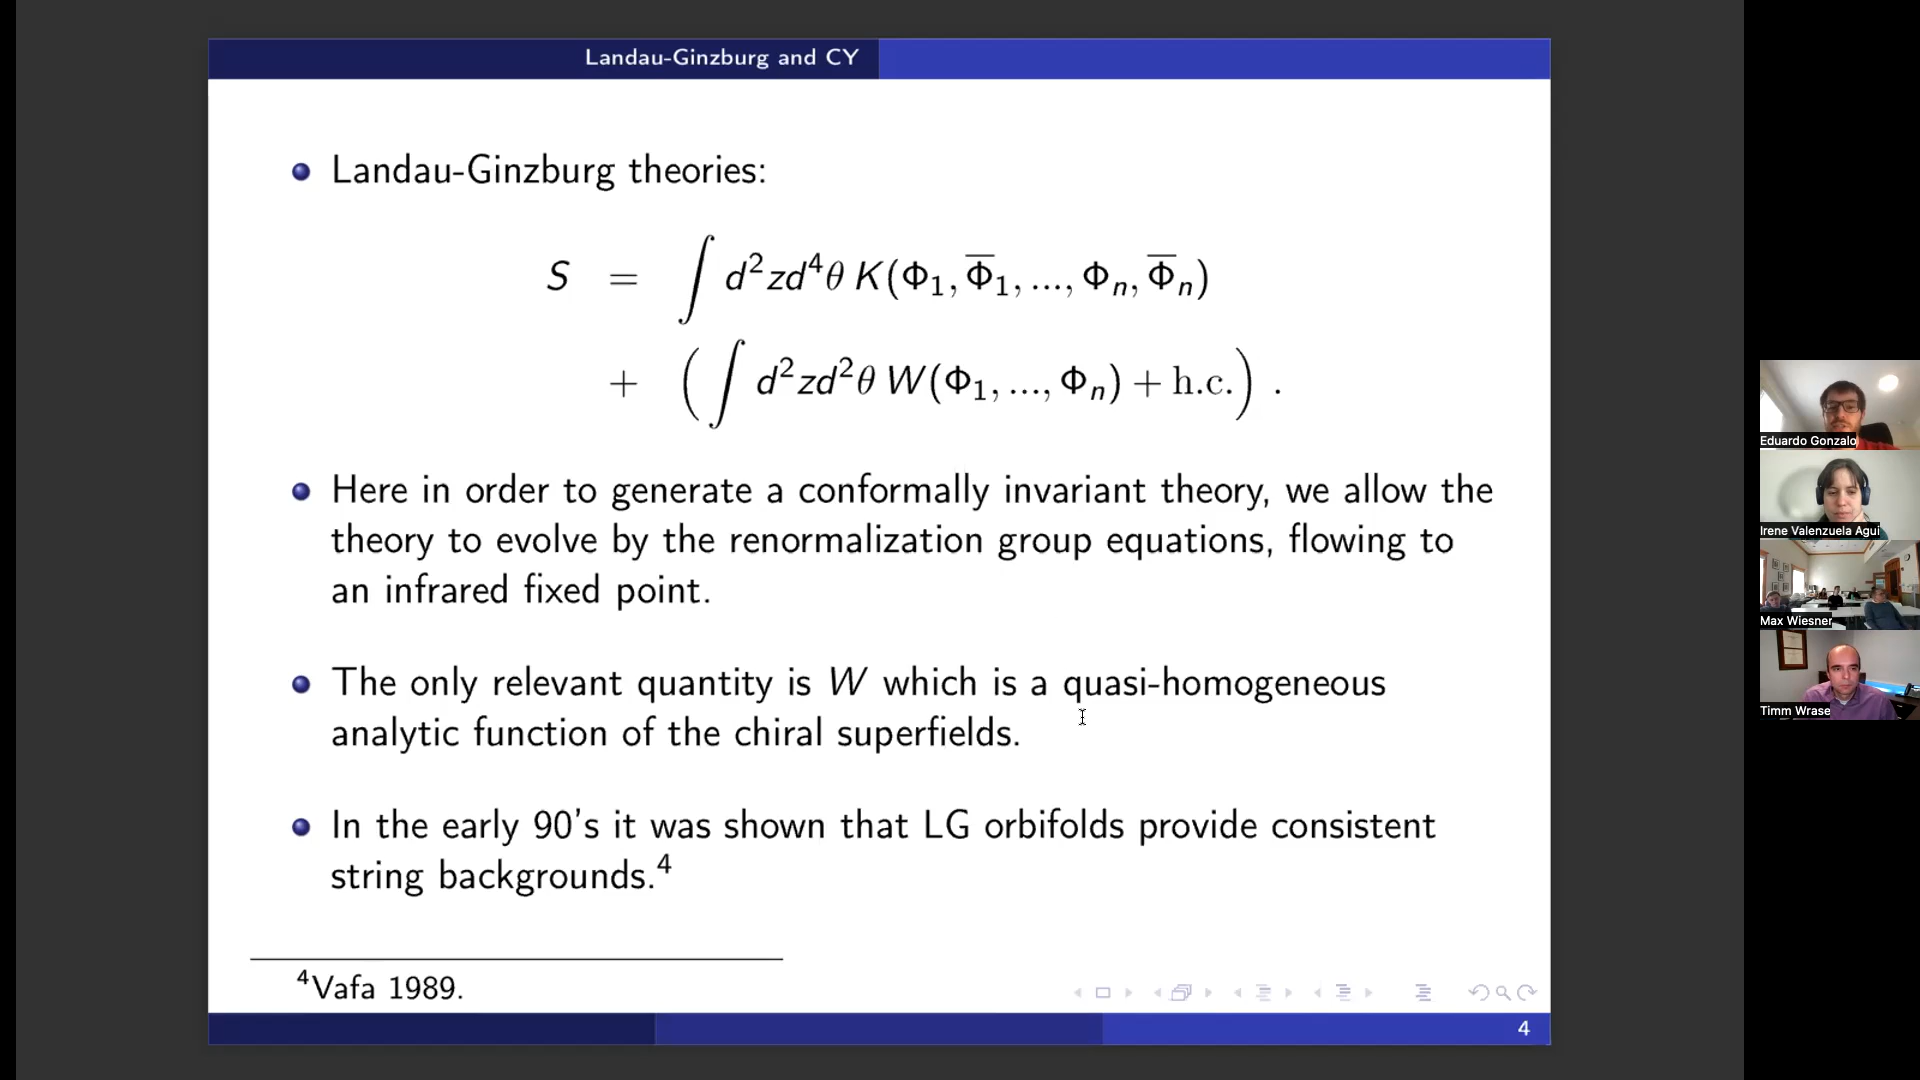 Landau-Ginzburg and CY
Landau-Ginzburg theories:
S = ∫ d²zd⁴θ K(Φ₁, Φ̅₁, ..., Φₙ, Φ̅ₙ)
+ (∫ d²zd²θ W(Φ₁, ..., Φₙ) + h.c.) .
Here in order to generate a conformally invariant theory, we allow the
theory to evolve by the renormalization group equations, flowing to
an infrared fixed point.
The only relevant quantity is W which is a quasi-homogeneous
analytic function of the chiral superfields.
In the early 90's it was shown that LG orbifolds provide consistent
string backgrounds.⁴
⁴Vafa 1989.
4
Eduardo Gonzalo
Irene Valenzuela Agui
Max Wiesner
Timm Wrase